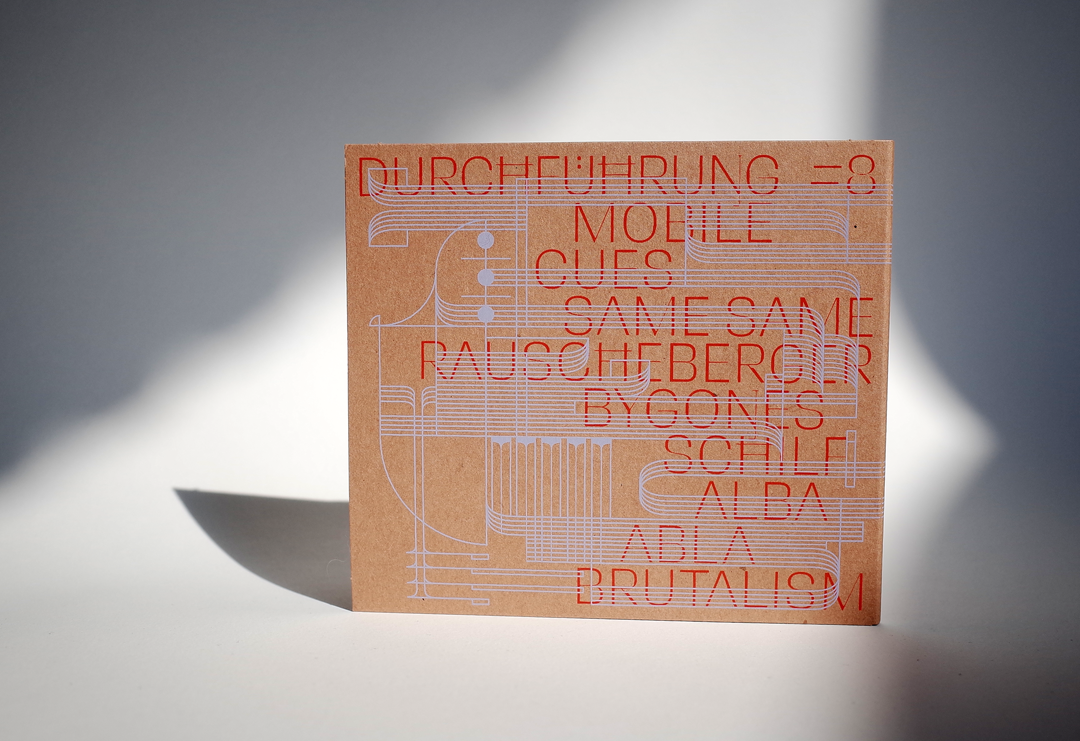 DURCHFÜHRUNG =8
MOBILE
CUES
SAME SAME
RAUSCHEBERGER
BYGONES
SCHILF
ALBA
ABLA
BRUTALISM